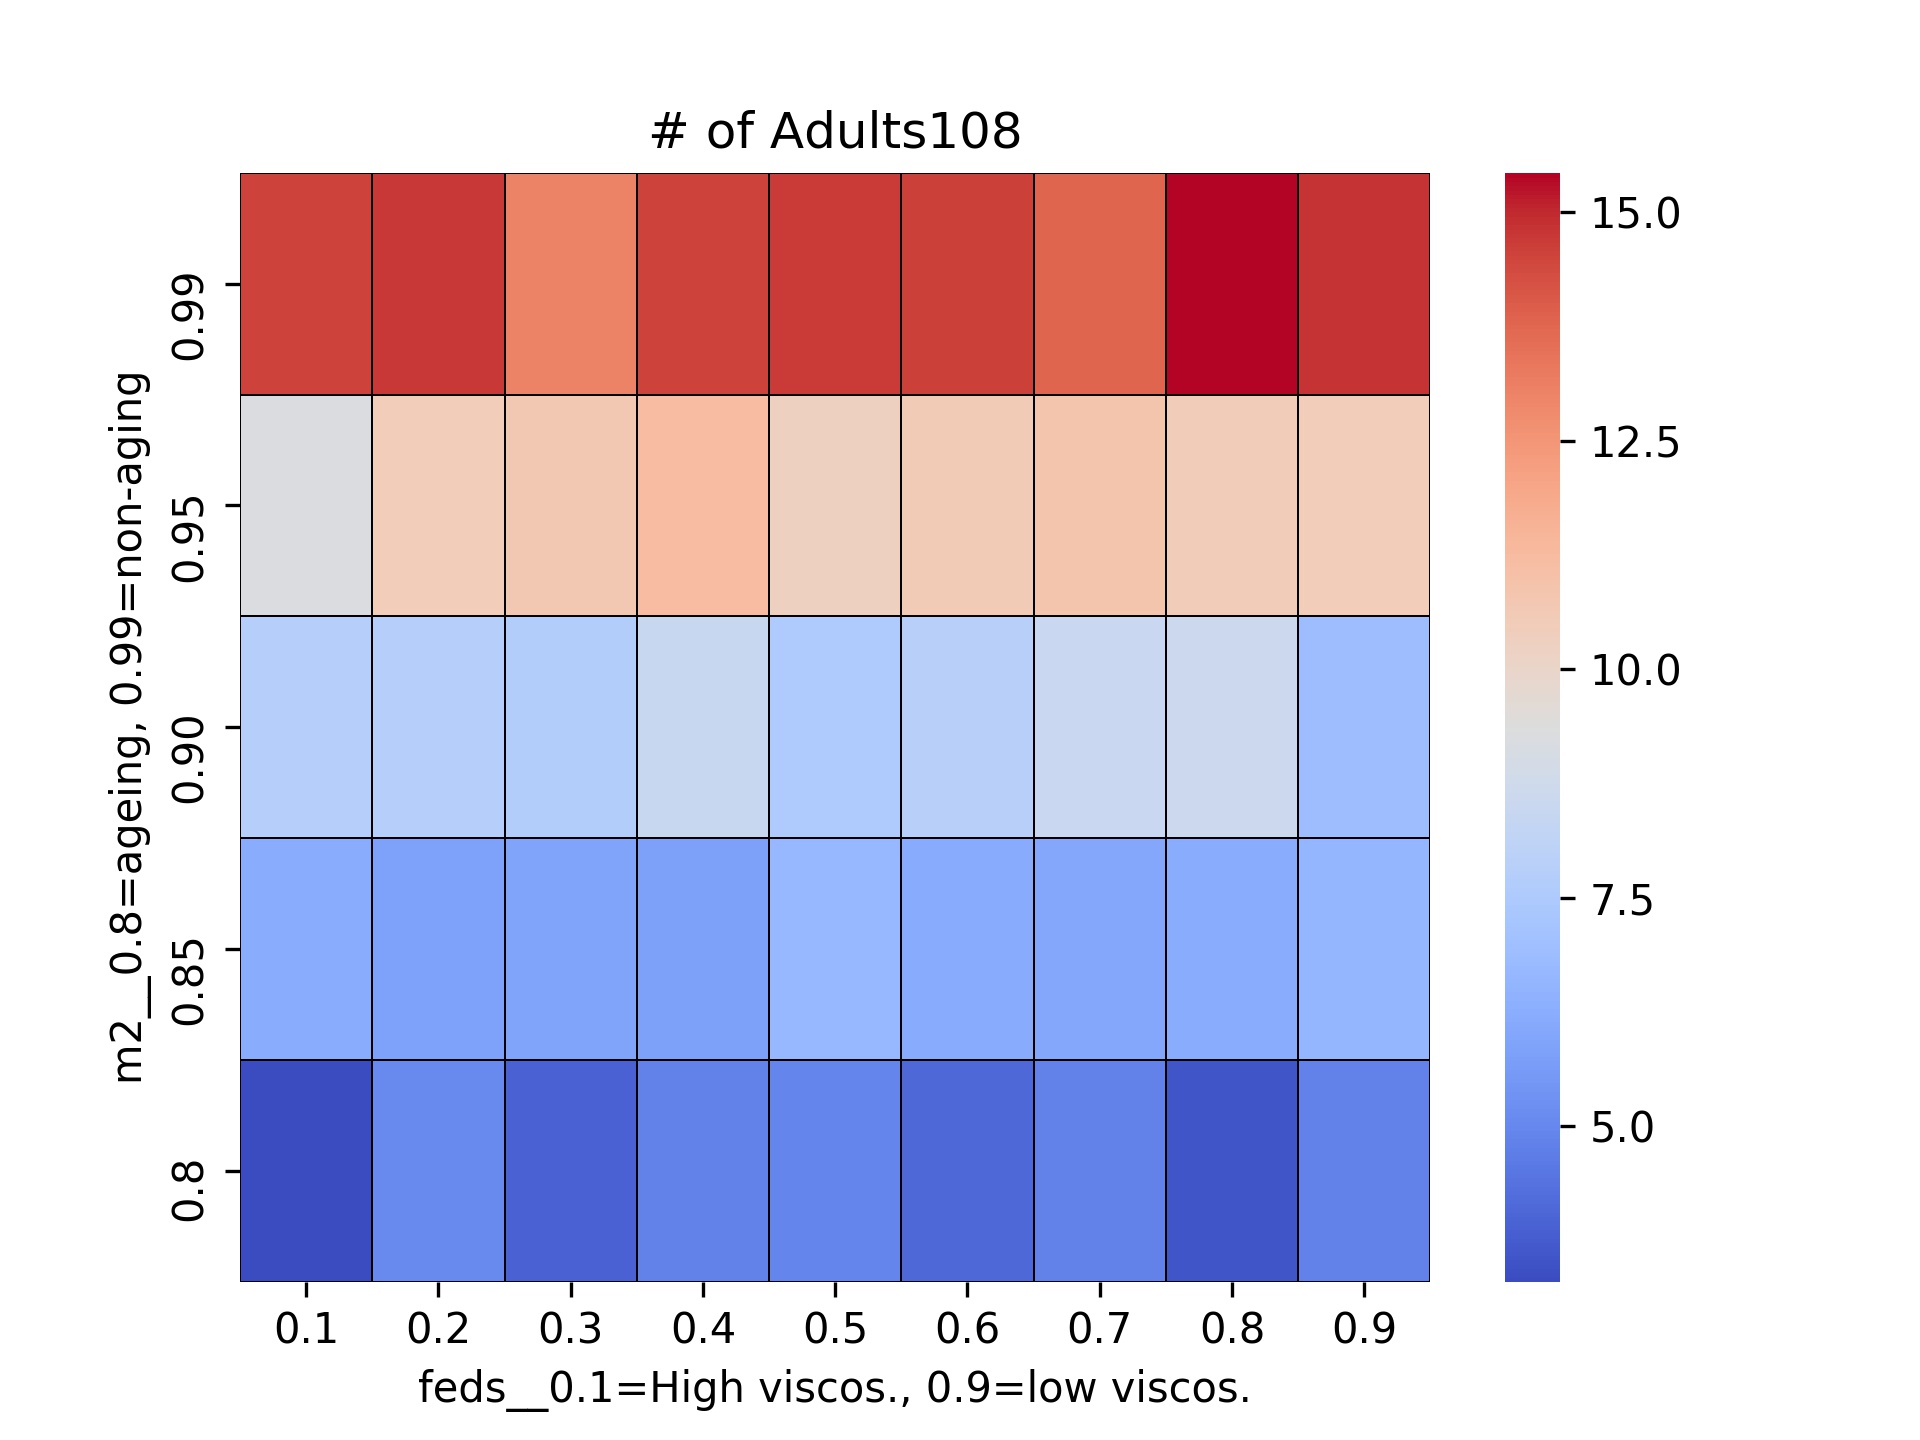 # of Adults108
m2__0.8=ageing, 0.99=non-aging
0.99
0.95
0.90
0.85
0.8
0.1 0.2 0.3 0.4 0.5 0.6 0.7 0.8 0.9
feds__0.1=High viscos., 0.9=low viscos.
15.0
12.5
10.0
7.5
5.0